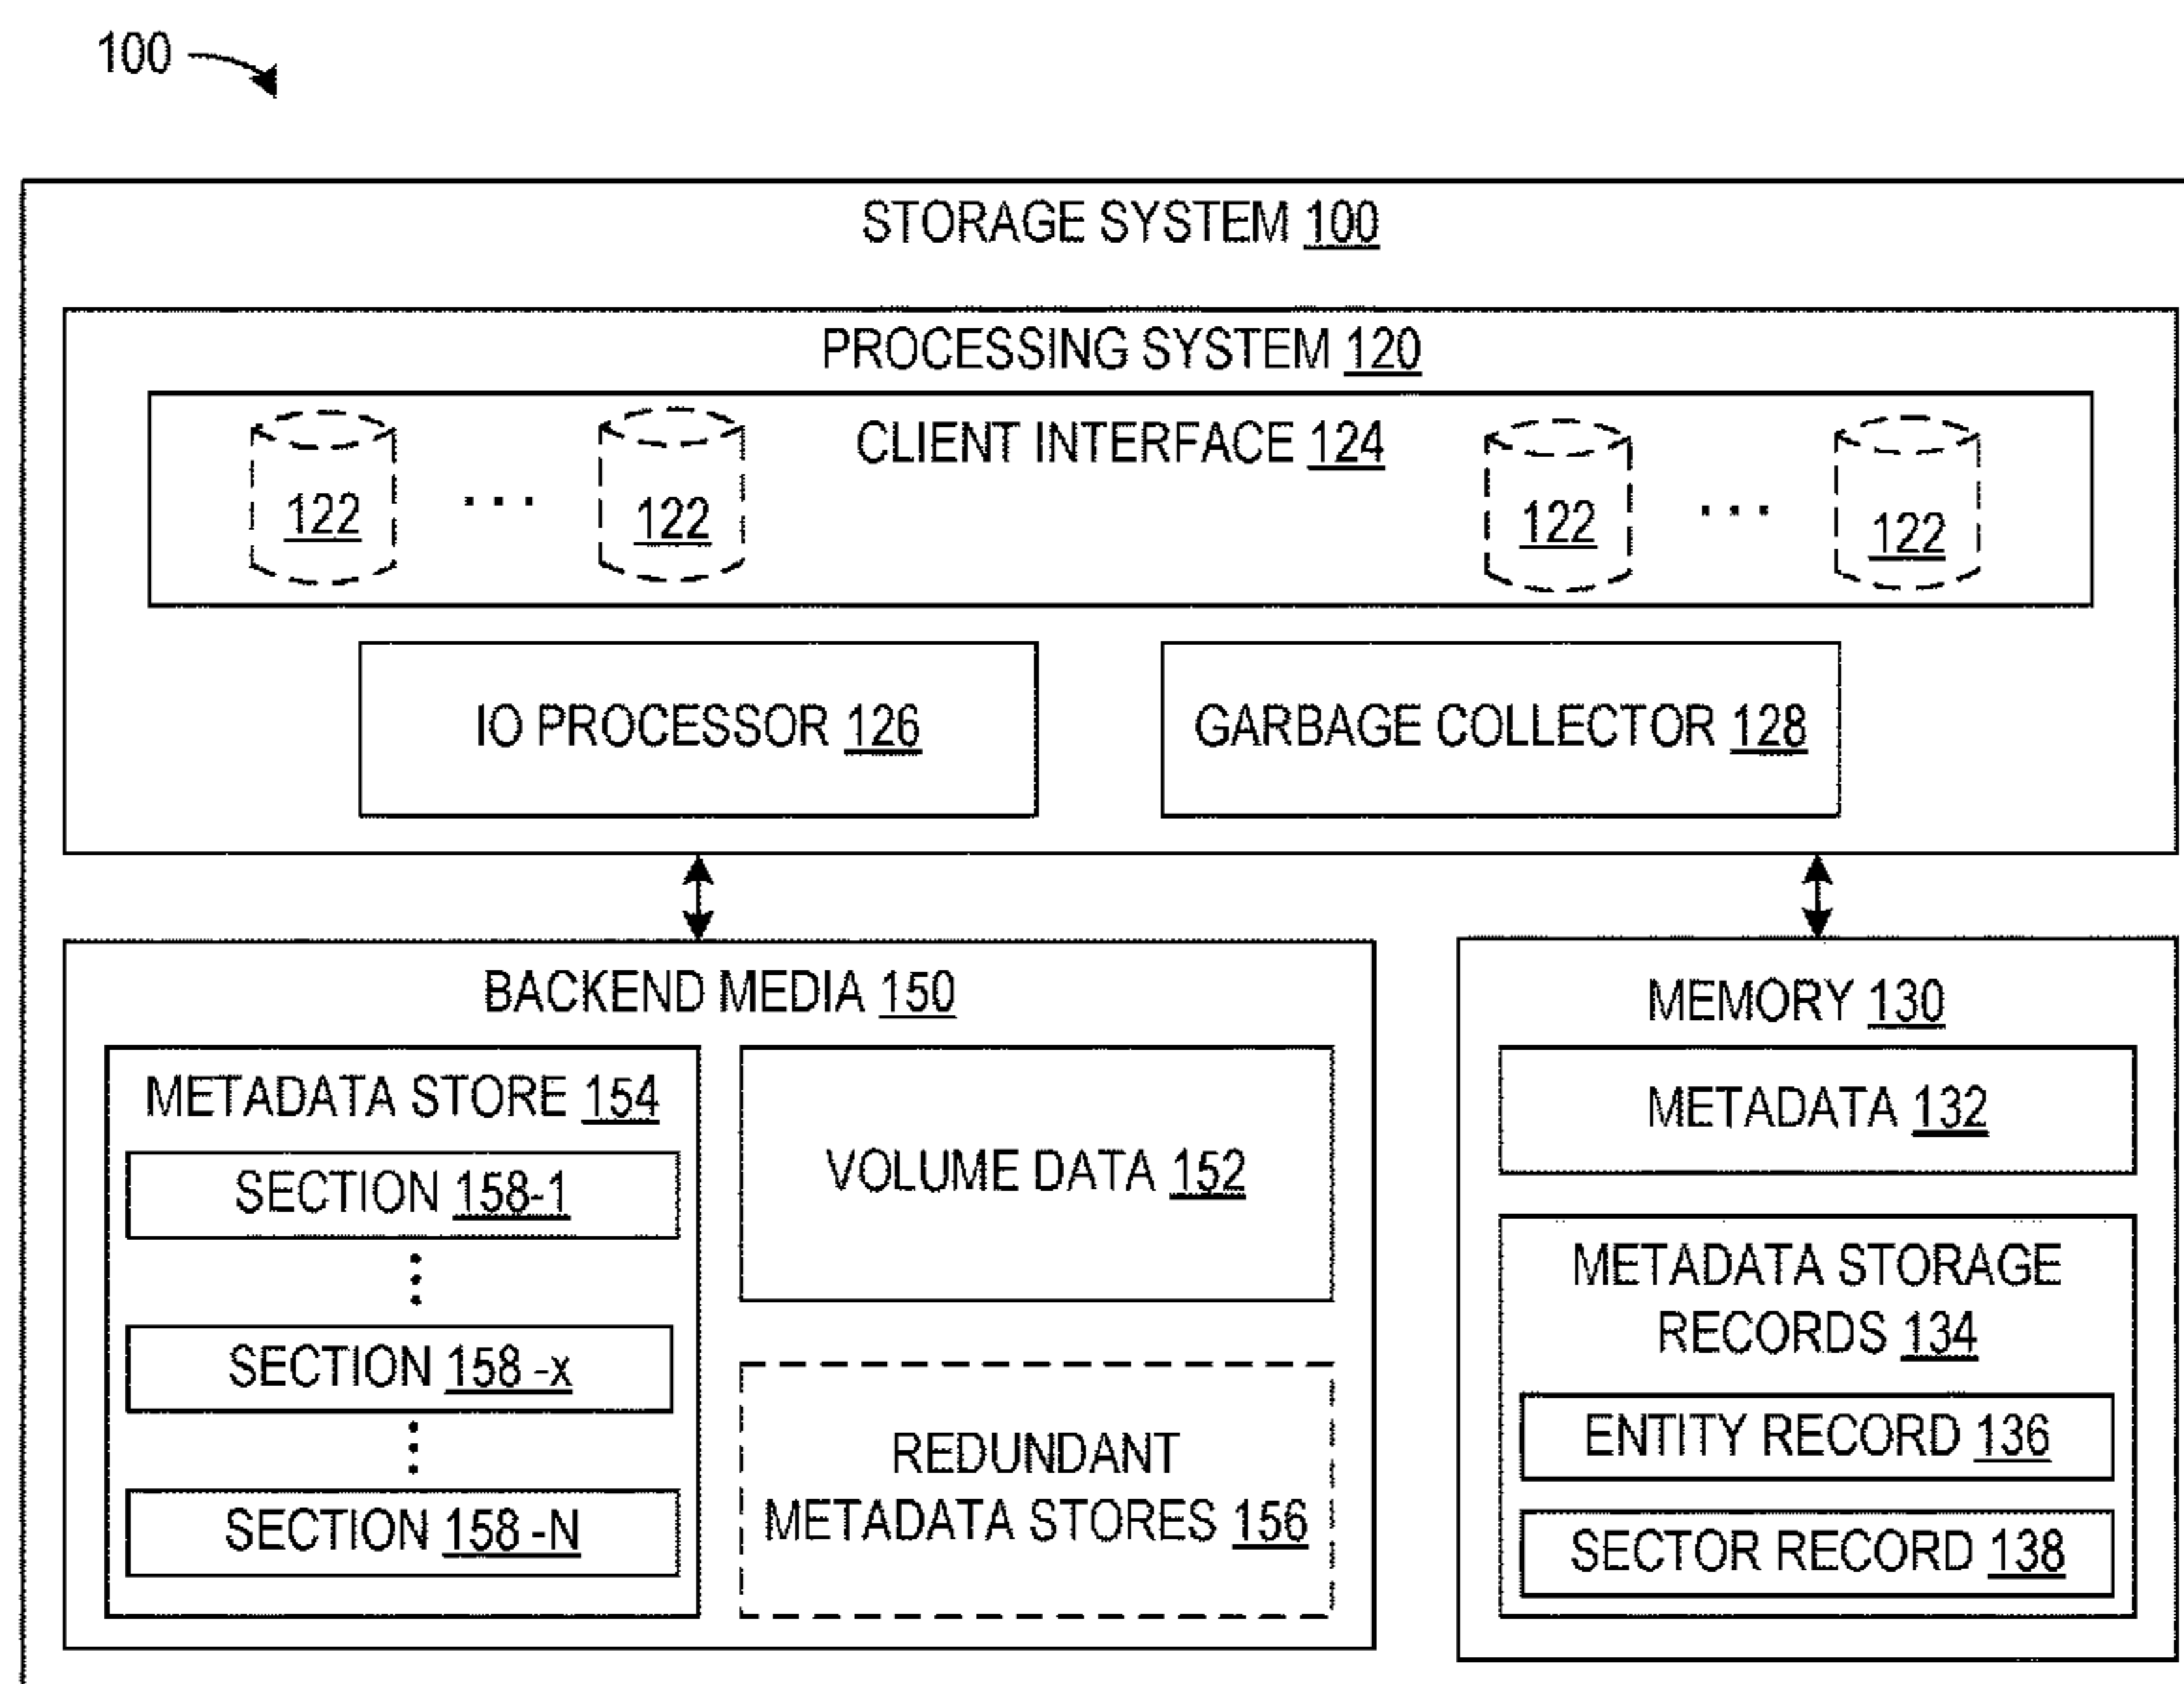 100
STORAGE SYSTEM 100
PROCESSING SYSTEM 120
CLIENT INTERFACE 124
122 ... 122 122 ... 122
IO PROCESSOR 126
GARBAGE COLLECTOR 128
BACKEND MEDIA 150
METADATA STORE 154
SECTION 158-1
SECTION 158 -x
SECTION 158 -N
VOLUME DATA 152
REDUNDANT
METADATA STORES 156
MEMORY 130
METADATA 132
METADATA STORAGE
RECORDS 134
ENTITY RECORD 136
SECTOR RECORD 138